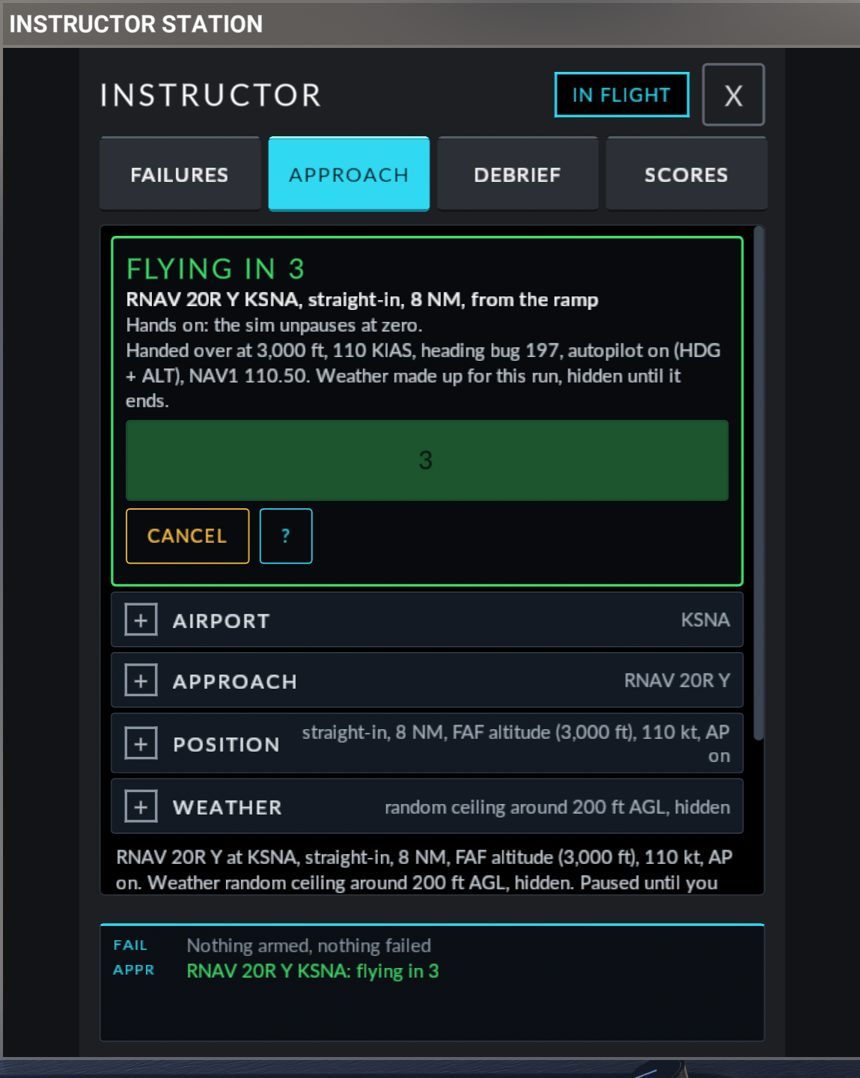 INSTRUCTOR STATION
INSTRUCTOR
IN FLIGHT
X
FAILURES
APPROACH
DEBRIEF
SCORES
FLYING IN 3
RNAV 20R Y KSNA, straight-in, 8 NM, from the ramp
Hands on: the sim unpauses at zero.
Handed over at 3,000 ft, 110 KIAS, heading bug 197, autopilot on (HDG
+ ALT), NAV1 110.50. Weather made up for this run, hidden until it
ends.
3
CANCEL
?
+ AIRPORT KSNA
+ APPROACH RNAV 20R Y
+ POSITION straight-in, 8 NM, FAF altitude (3,000 ft), 110 kt, AP
on
+ WEATHER random ceiling around 200 ft AGL, hidden
RNAV 20R Y at KSNA, straight-in, 8 NM, FAF altitude (3,000 ft), 110 kt, AP
on. Weather random ceiling around 200 ft AGL, hidden. Paused until you
FAIL Nothing armed, nothing failed
APPR RNAV 20R Y KSNA: flying in 3